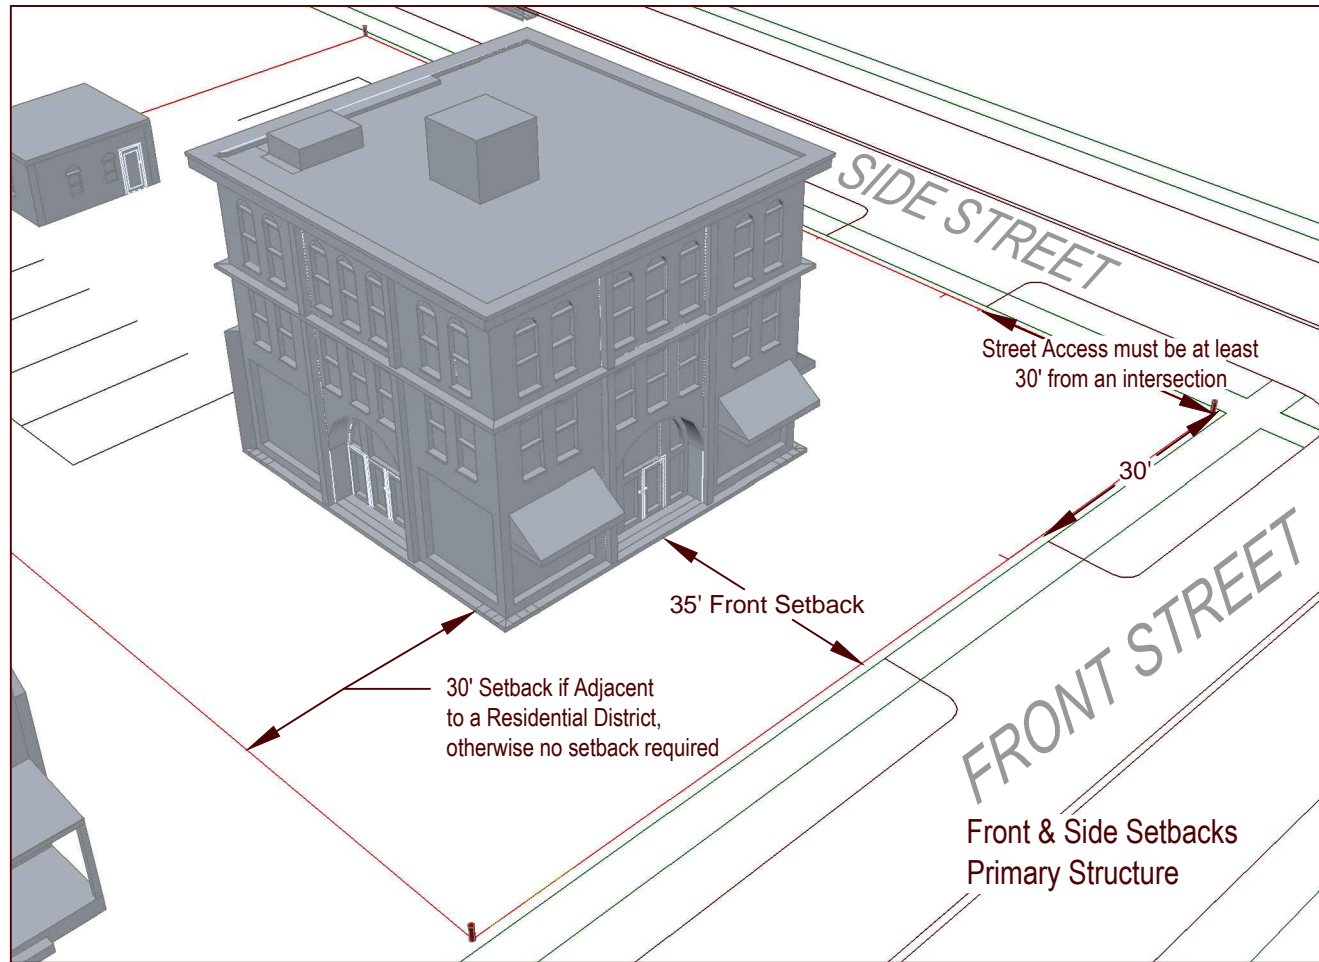 SIDE STREET
Street Access must be at least
30' from an intersection
30'
35' Front Setback
30' Setback if Adjacent
to a Residential District,
otherwise no setback required
FRONT STREET
Front & Side Setbacks
Primary Structure